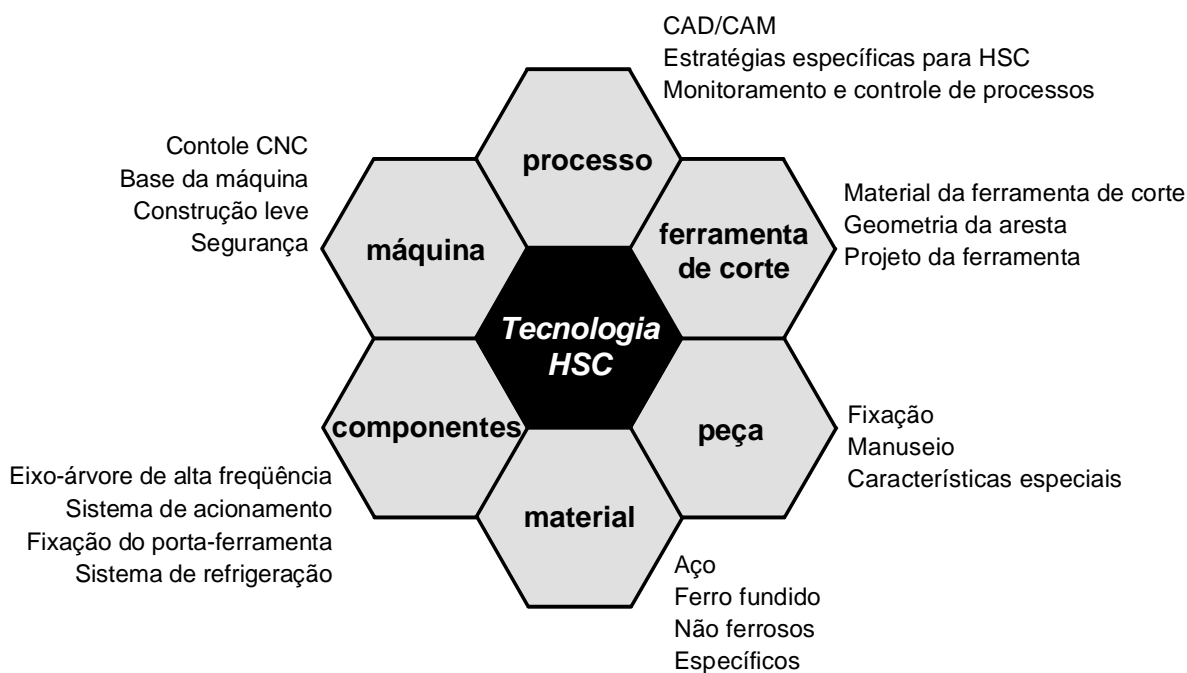 CAD/CAM
Estratégias específicas para HSC
Monitoramento e controle de processos
processo
Contole CNC
Base da máquina
Construção leve
Segurança
máquina
Material da ferramenta de corte
Geometria da aresta
Projeto da ferramenta
ferramenta
de corte
Tecnologia
HSC
componentes
Eixo-árvore de alta freqüência
Sistema de acionamento
Fixação do porta-ferramenta
Sistema de refrigeração
peça
Fixação
Manuseio
Características especiais
material
Aço
Ferro fundido
Não ferrosos
Específicos